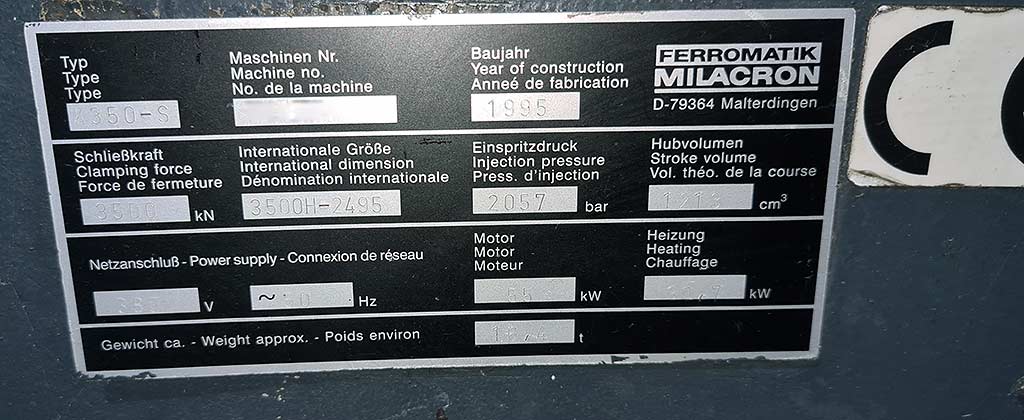 Typ
Type
Type
K350-S
Maschinen Nr.
Machine no.
No. de la machine
Baujahr
Year of construction
Anneé de fabrication
1995
FERROMATIK
MILACRON
D-79364 Malterdingen
Schließkraft
Clamping force
Force de fermeture
3500 kN
Internationale Größe
International dimension
Dénomination internationale
3500H-2495
Einspritzdruck
Injection pressure
Press. d'injection
2057 bar
Hubvolumen
Stroke volume
Vol. théo. de la course
cm³
Netzanschluß - Power supply - Connexion de réseau
V
~ Hz
Motor
Motor
Moteur
55 kW
Heizung
Heating
Chauffage
kW
Gewicht ca. - Weight approx. - Poids environ
t
CE